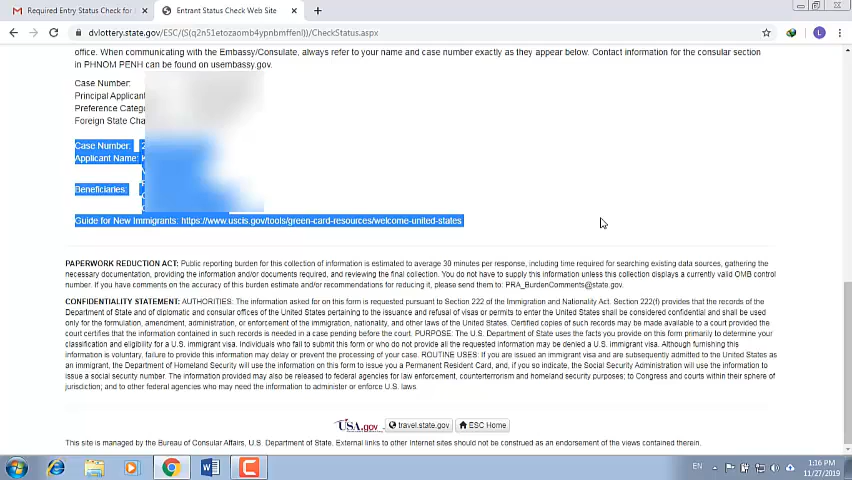 Required Entry Status Check for
Entrant Status Check Web Site
dvlottery.state.gov/ESC/(S(q2n51etozaomb4ypnbmffenl))/CheckStatus.aspx
office. When communicating with the Embassy/Consulate, always refer to your name and case number exactly as they appear below. Contact information for the consular section
in PHNOM PENH can be found on usembassy.gov.
Case Number:
Principal Applicant
Preference Categ
Foreign State Cha
Case Number: 2
Applicant Name: K
Beneficiaries:
Guide for New Immigrants: https://www.uscis.gov/tools/green-card-resources/welcome-united-states
PAPERWORK REDUCTION ACT: Public reporting burden for this collection of information is estimated to average 30 minutes per response, including time required for searching existing data sources, gathering the
necessary documentation, providing the information and/or documents required, and reviewing the final collection. You do not have to supply this information unless this collection displays a currently valid OMB control
number. If you have comments on the accuracy of this burden estimate and/or recommendations for reducing it, please send them to: PRA_BurdenComments@state.gov.
CONFIDENTIALITY STATEMENT: AUTHORITIES: The information asked for on this form is requested pursuant to Section 222 of the Immigration and Nationality Act. Section 222(f) provides that the records of the
Department of State and of diplomatic and consular offices of the United States pertaining to the issuance and refusal of visas or permits to enter the United States shall be considered confidential and shall be used
only for the formulation, amendment, administration, or enforcement of the immigration, nationality, and other laws of the United States. Certified copies of such records may be made available to a court provided the
court certifies that the information contained in such records is needed in a case pending before the court. PURPOSE: The U.S. Department of State uses the facts you provide on this form primarily to determine your
classification and eligibility for a U.S. immigrant visa. Individuals who fail to submit this form or who do not provide all the requested information may be denied a U.S. immigrant visa. Although furnishing this
information is voluntary, failure to provide this information may delay or prevent the processing of your case. ROUTINE USES: If you are issued an immigrant visa and are subsequently admitted to the United States as
an immigrant, the Department of Homeland Security will use the information on this form to issue you a Permanent Resident Card, and, if you so indicate, the Social Security Administration will use the information to
issue a social security number. The information provided may also be released to federal agencies for law enforcement, counterterrorism and homeland security purposes; to Congress and courts within their sphere of
jurisdiction; and to other federal agencies who may need the information to administer or enforce U.S. laws.
USA.gov travel.state.gov ESC Home
This site is managed by the Bureau of Consular Affairs, U.S. Department of State. External links to other Internet sites should not be construed as an endorsement of the views contained therein.
EN 1:16 PM
11/27/2019